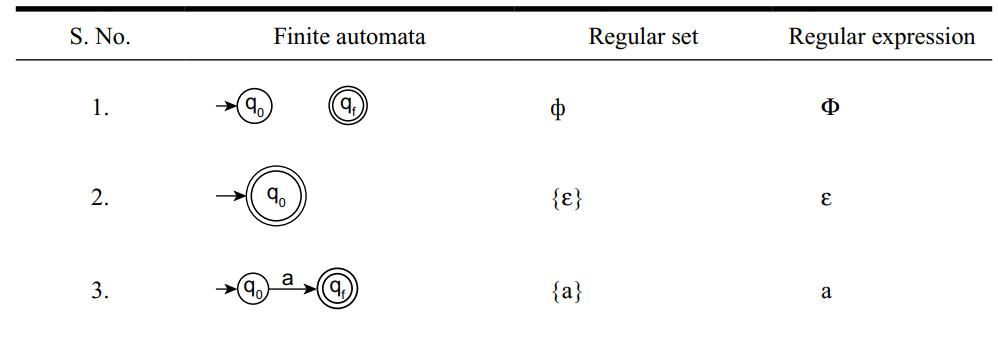 S. No. Finite automata Regular set Regular expression
1. q0 qf ф Φ
2. q0 {ε} ε
3. q0 a qf {a} a